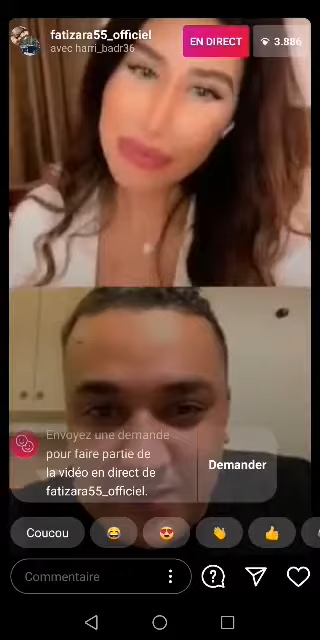 fatizara55_officiel
avec harri_badr36
EN DIRECT
3.886
Envoyez une demande
pour faire partie de
la vidéo en direct de
fatizara55_officiel.
Demander
Coucou
Commentaire